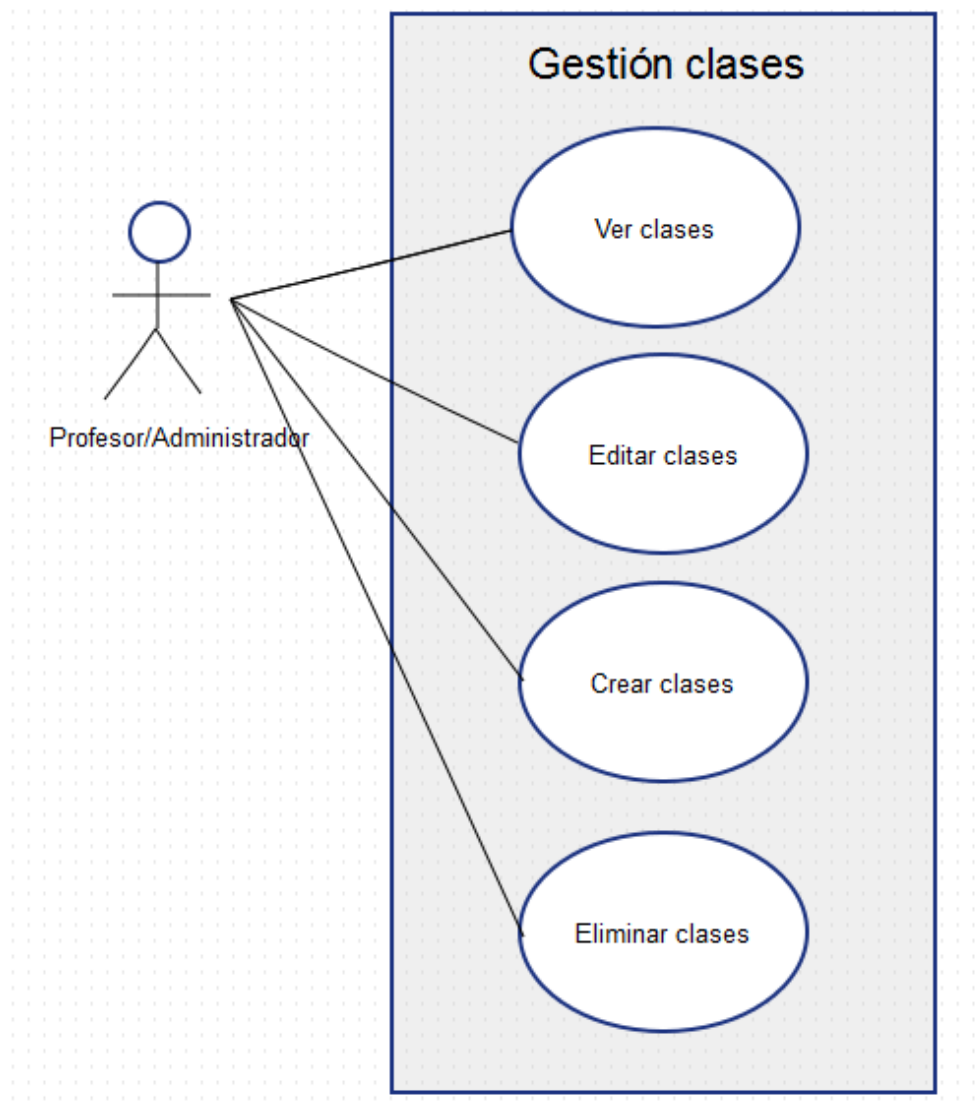 Gestión clases
Ver clases
Profesor/Administrador
Editar clases
Crear clases
Eliminar clases